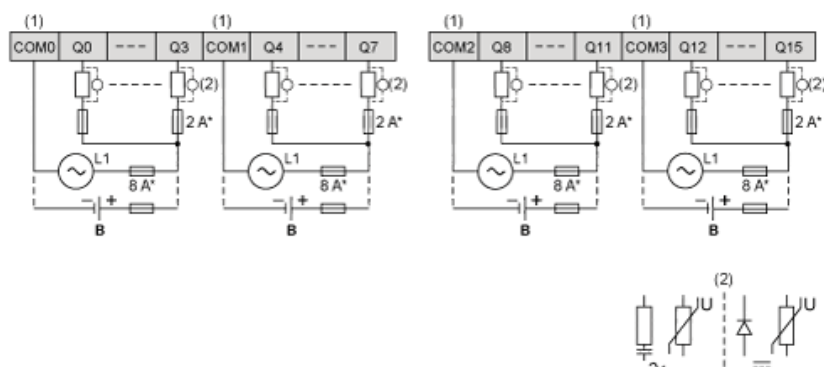 (1) (1) (1) (1)
COM0 Q0 --- Q3 COM1 Q4 --- Q7 COM2 Q8 --- Q11 COM3 Q12 --- Q15
(2) (2) (2) (2)
2 A* 2 A* 2 A* 2 A*
L1 L1 L1 L1
8 A* 8 A* 8 A* 8 A*
− + − + − + − +
B B B B
(2)
U U